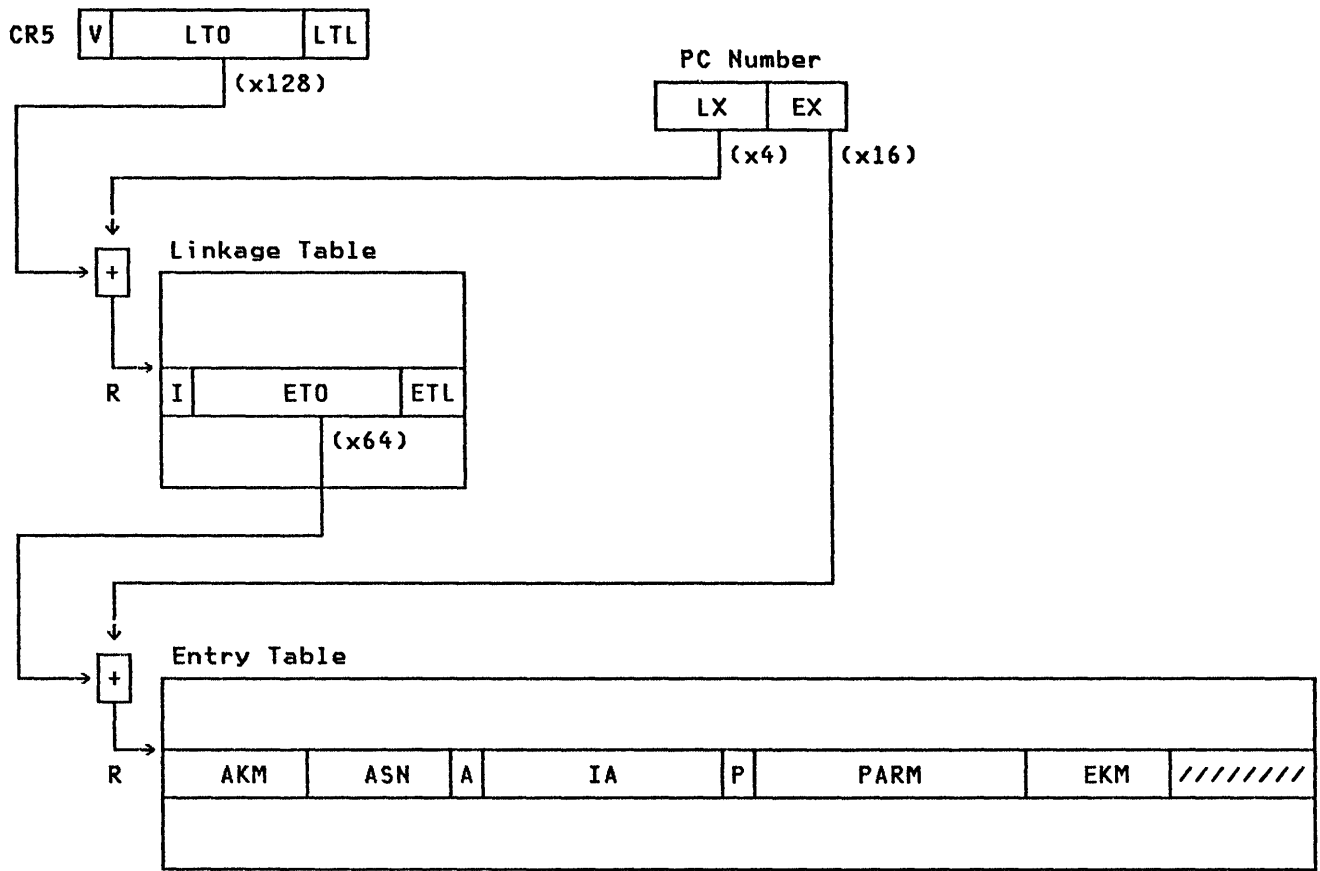 CR5 V LTO LTL
(x128)
PC Number
LX EX
(x4) (x16)
+
Linkage Table
R I ETO ETL
(x64)
+
Entry Table
R AKM ASN A IA P PARM EKM ////////